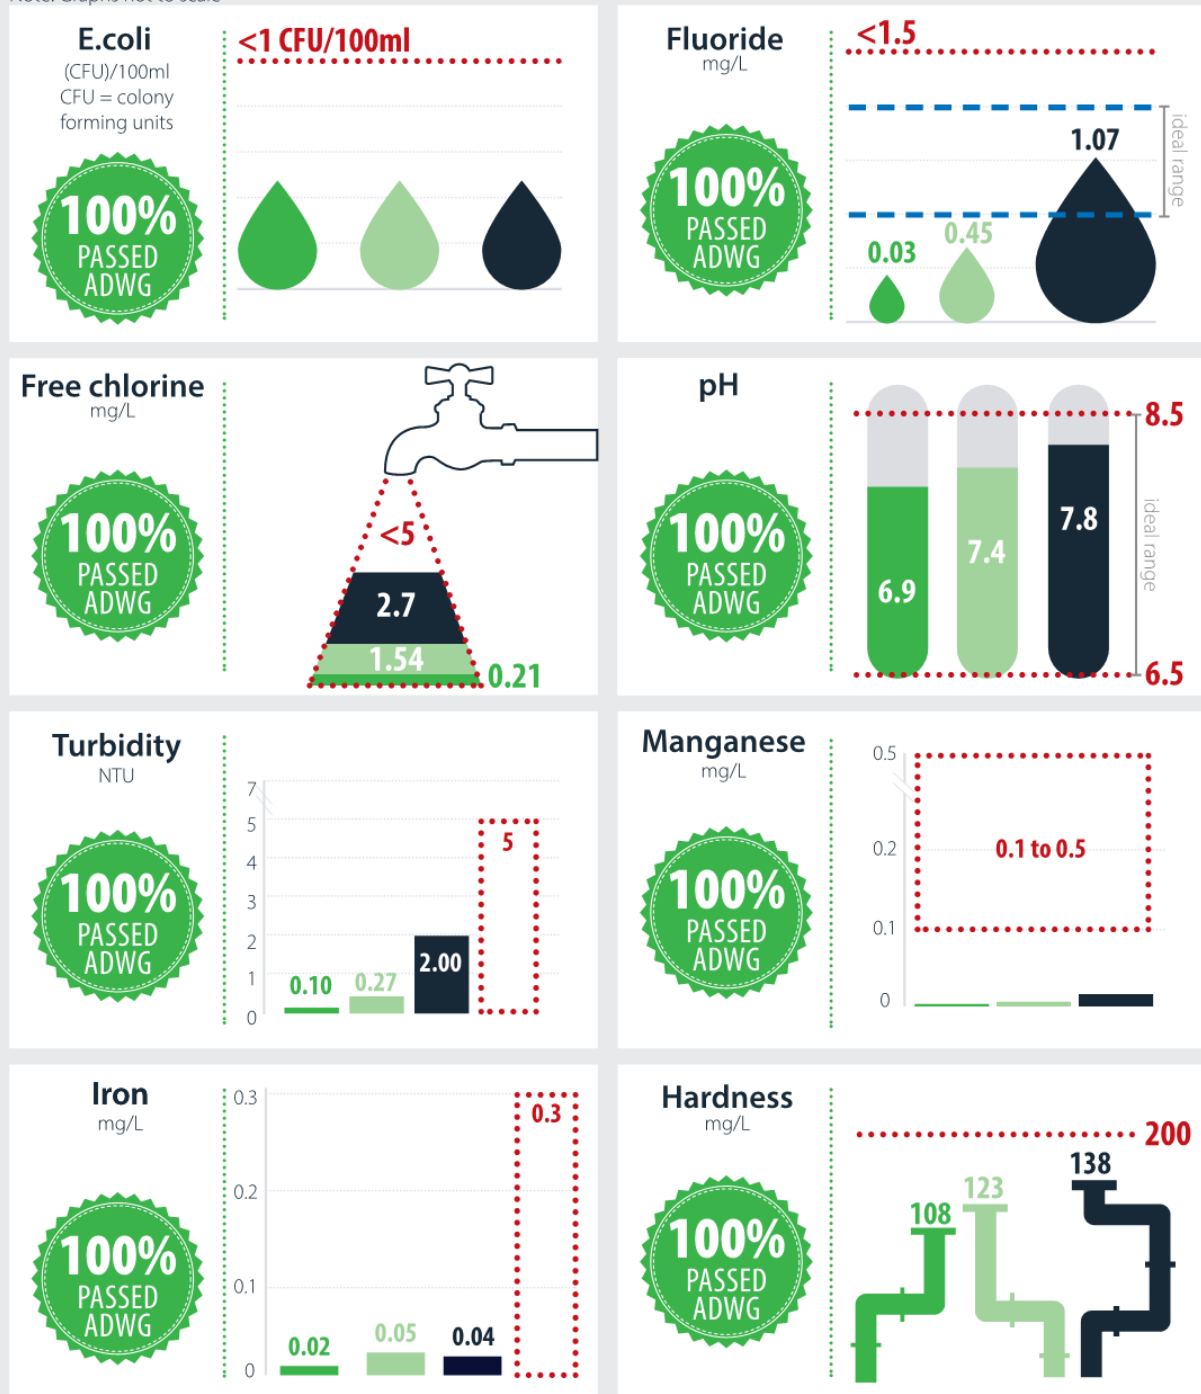 Note: Graphs not to scale
E.coli
(CFU)/100ml
CFU = colony
forming units
100%
PASSED
ADWG
<1 CFU/100ml
Fluoride
mg/L
100%
PASSED
ADWG
<1.5
0.03
0.45
1.07
ideal range
Free chlorine
mg/L
100%
PASSED
ADWG
<5
2.7
1.54
0.21
pH
100%
PASSED
ADWG
8.5
6.9
7.4
7.8
ideal range
6.5
Turbidity
NTU
100%
PASSED
ADWG
7
5
4
3
2
1
0
0.10
0.27
2.00
5
Manganese
mg/L
100%
PASSED
ADWG
0.5
0.2
0.1
0
0.1 to 0.5
Iron
mg/L
100%
PASSED
ADWG
0.3
0.2
0.1
0
0.02
0.05
0.04
0.3
Hardness
mg/L
100%
PASSED
ADWG
200
108
123
138